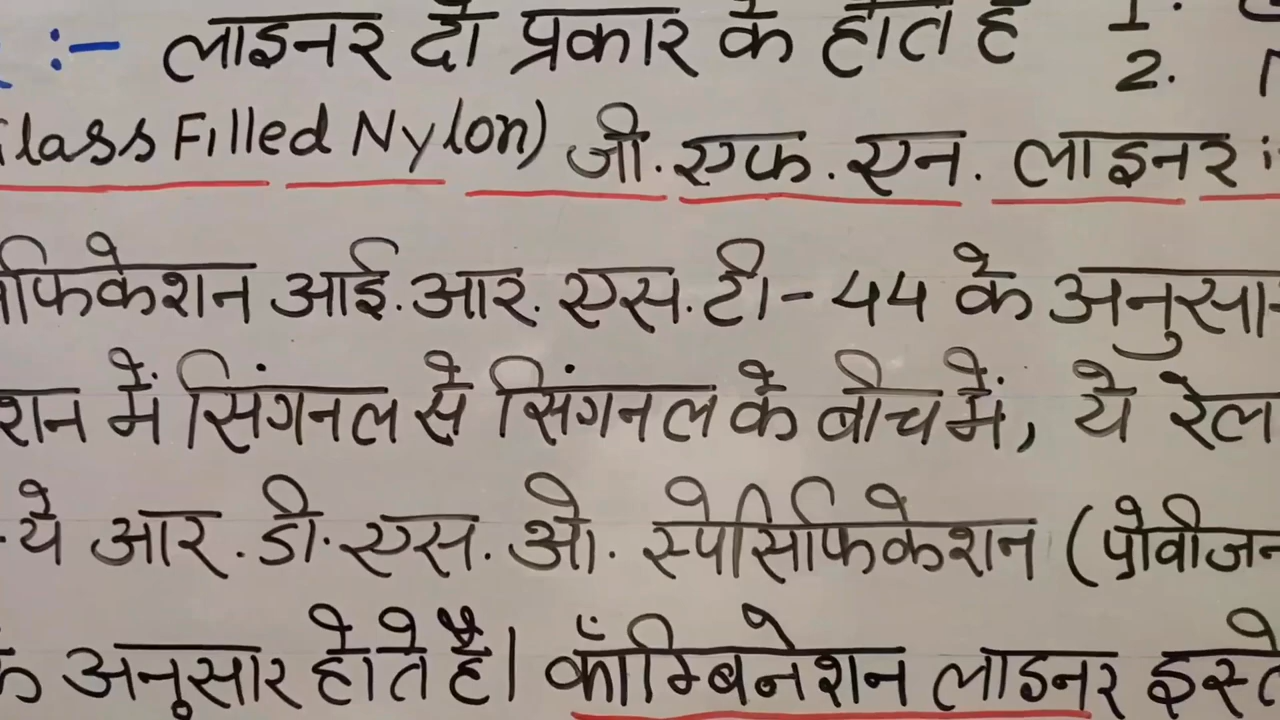 :- लाइनर दो प्रकार के होते है 1.
2.
lass Filled Nylon) जी.एफ.एन. लाइनर :
फिकेशन आई.आर.एस.टी-44 के अनुसा
शन में सिंगनल से सिंगनल के बीच में, ये रेल
-ये आर.डी.एस.ओ. स्पेसिफिकेशन (प्रोवीजन
के अनुसार होते है। कॉम्बिनेशन लाइनर इस्ते